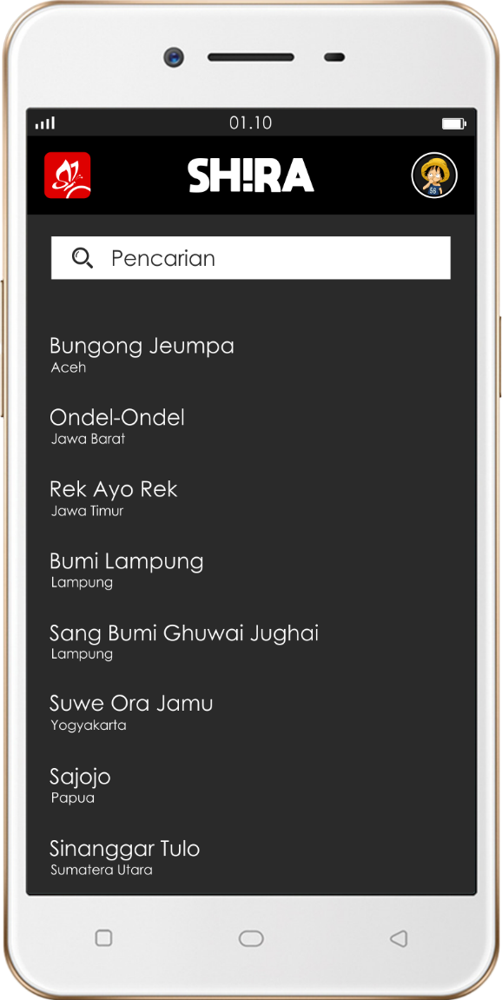 01.10
SH!RA
56
Pencarian
Bungong Jeumpa
Aceh
Ondel-Ondel
Jawa Barat
Rek Ayo Rek
Jawa Timur
Bumi Lampung
Lampung
Sang Bumi Ghuwai Jughai
Lampung
Suwe Ora Jamu
Yogyakarta
Sajojo
Papua
Sinanggar Tulo
Sumatera Utara